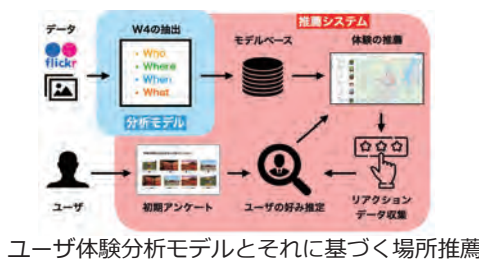 推薦システム
データ
W4の抽出
モデルベース
体験の推薦
flickr
• Who
• Where
• When
• What
分析モデル
ユーザ
初期アンケート
ユーザの好み推定
リアクション
データ収集
ユーザ体験分析モデルとそれに基づく場所推薦